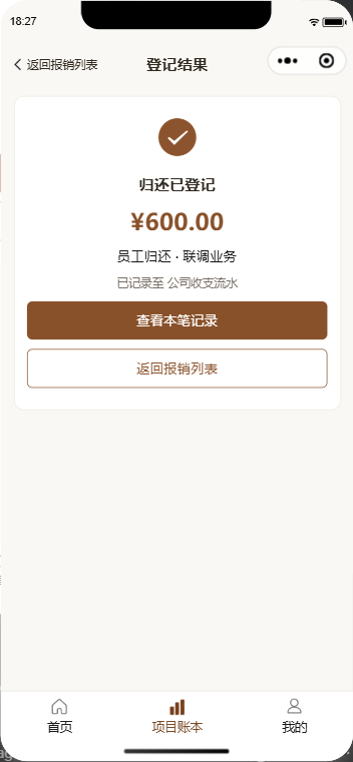 18:27
返回报销列表
登记结果
归还已登记
¥600.00
员工归还 · 联调业务
已记录至 公司收支流水
查看本笔记录
返回报销列表
首页
项目账本
我的